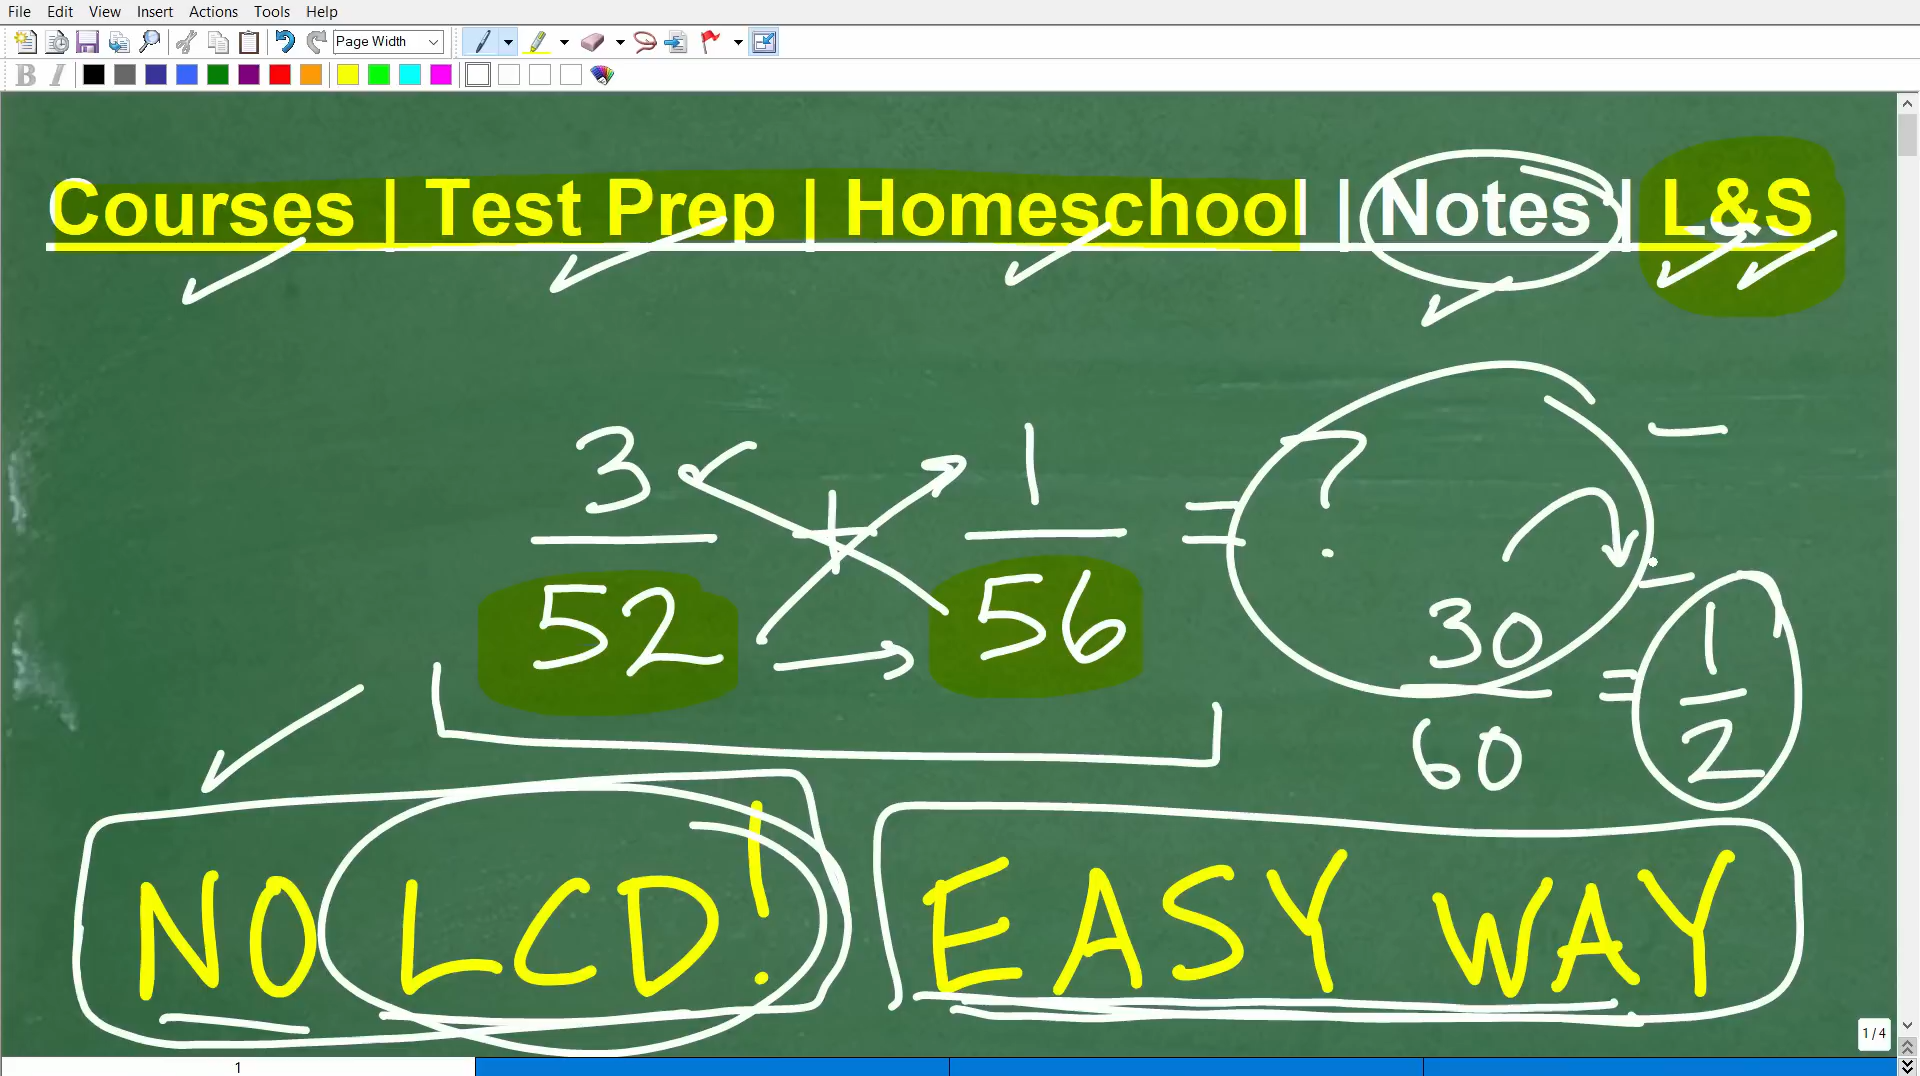 File Edit View Insert Actions Tools Help
Page Width
B I
Courses | Test Prep | Homeschool | Notes | L&S
3 1
+ = ?
52 56
30 1
=
60 2
NO LCD! EASY WAY
1 / 4
1